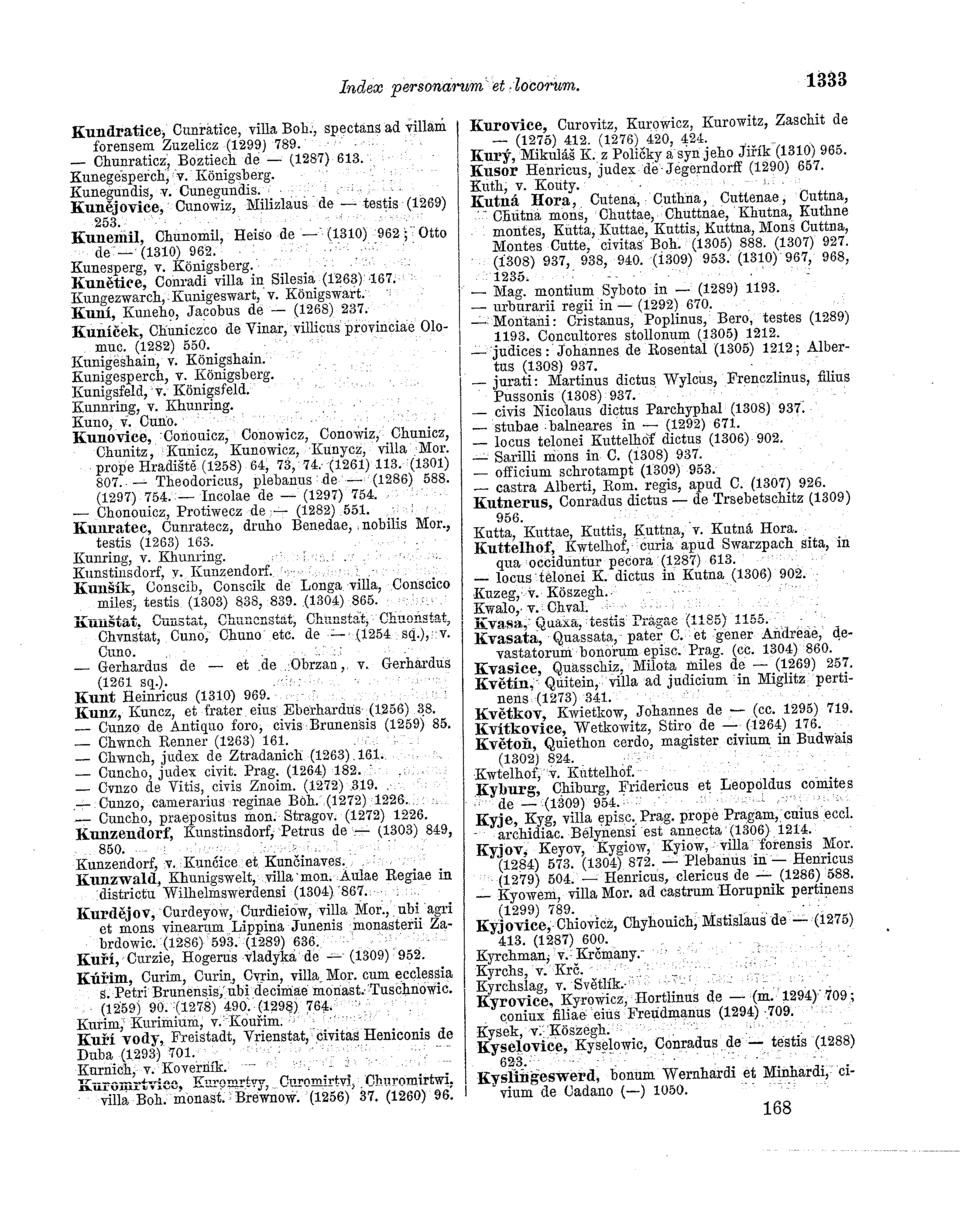 Index personarum et locorum.
1333
Kundratice, Cunratice, villa Boh., spectans ad villam
forensem Zuzelicz (1299) 789.
— Chunraticz, Boztiech de — (1287) 613.
Kunegesperch, v. Königsberg.
Kunegundis, v. Cunegundis.
Kunějovice, Cunowiz, Milizlaus de — testis (1269)
253.
Kunemil, Chunomil, Heiso de — (1310) 962; Otto
de — (1310) 962.
Kunesperg, v. Königsberg.
Kunětice, Conradi villa in Silesia (1263) 167.
Kungezwarch, Kunigeswart, v. Königswart.
Kuní, Kuneho, Jacobus de — (1268) 237.
Kuníček, Chuniczco de Vinar, villicus provinciae Olo-
muc. (1282) 550.
Kunigeshain, v. Königshain.
Kunigesperch, v. Königsberg.
Kunigsfeld, v. Königsfeld.
Kunnring, v. Khunring.
Kuno, v. Cuno.
Kunovice, Conouicz, Conowicz, Conowiz, Chunicz,
Chunitz, Kunicz, Kunowicz, Kunycz, villa Mor.
prope Hradiště (1258) 64, 73, 74. (1261) 113. (1301)
807. — Theodoricus, plebanus de — (1286) 588.
(1297) 754. — Incolae de — (1297) 754.
— Chonouicz, Protiwecz de — (1282) 551.
Kunratec, Cunratecz, druho Benedae, nobilis Mor.,
testis (1263) 163.
Kunring, v. Khunring.
Kunstinsdorf, v. Kunzendorf.
Kunšík, Conscib, Conscik de Longa villa, Conscico
miles, testis (1303) 838, 839. (1304) 865.
Kunštat, Cunstat, Chuncnstat, Chunstat, Chuonstat,
Chvnstat, Cuno, Chuno etc. de — (1254 sq.), v.
Cuno.
— Gerhardus de — et de Obrzan, v. Gerhardus
(1261 sq.).
Kunt Heinricus (1310) 969.
Kunz, Kuncz, et frater eius Eberhardus (1256) 38.
— Cunzo de Antiquo foro, civis Brunensis (1259) 85.
— Chwnch Renner (1263) 161.
— Chwnch, judex de Ztradanich (1263) 161.
— Cuncho, judex civit. Prag. (1264) 182.
— Cvnzo de Vitis, civis Znoim. (1272) 319.
— Cunzo, camerarius reginae Boh. (1272) 1226.
— Cuncho, praepositus mon. Stragov. (1272) 1226.
Kunzendorf, Kunstinsdorf, Petrus de — (1303) 849,
850.
Kunzendorf, v. Kunčice et Kunčinaves.
Kunzwald, Khunigswelt, villa mon. Aulae Regiae in
districtu Wilhelmswerdensi (1304) 867.
Kurdějov, Curdeyow, Curdieiow, villa Mor., ubi agri
et mons vinearum Lippina Junenis monasterii Za-
brdowic. (1286) 593. (1289) 636.
Kuří, Curzie, Hogerus vladyka de — (1309) 952.
Kúřim, Curim, Curin, Cvrin, villa Mor. cum ecclesia
s. Petri Brunensis, ubi decimae monast. Tuschnowic.
(1259) 90. (1278) 490. (1298) 764.
Kurim, Kurimium, v. Kouřim.
Kuří vody, Freistadt, Vrienstat, civitas Heniconis de
Duba (1293) 701.
Kurnich, v. Koverník.
Kuromrtvice, Kuromrtvy, Curomirtvi, Churomirtwi,
villa Boh. monast. Brewnow. (1256) 37. (1260) 96.
Kurovice, Curovitz, Kurowicz, Kurowitz, Zaschit de
— (1275) 412. (1276) 420, 424.
Kurý, Mikuláš K. z Poličky a syn jeho Jiřík (1310) 965.
Kusor Henricus, judex de Jegerndorff (1290) 657.
Kuth, v. Kouty.
Kutná Hora, Cutena, Cuthna, Cuttenae, Cuttna,
Chutna mons, Chuttae, Chuttnae, Khutna, Kuthne
montes, Kutta, Kuttae, Kuttis, Kuttna, Mons Cuttna,
Montes Cutte, civitas Boh. (1305) 888. (1307) 927.
(1308) 937, 938, 940. (1309) 953. (1310) 967, 968,
1235.
— Mag. montium Syboto in — (1289) 1193.
— urburarii regii in — (1292) 670.
— Montani: Cristanus, Poplinus, Bero, testes (1289)
1193. Concultores stollonum (1305) 1212.
— judices: Johannes de Rosental (1305) 1212; Alber-
tus (1308) 937.
— jurati: Martinus dictus Wylcus, Frenczlinus, filius
Pussonis (1308) 937.
— civis Nicolaus dictus Parchyphal (1308) 937.
— stubae balneares in — (1292) 671.
— locus telonei Kuttelhof dictus (1306) 902.
— Sarilli mons in C. (1308) 937.
— officium schrotampt (1309) 953.
— castra Alberti, Rom. regis, apud C. (1307) 926.
Kutnerus, Conradus dictus — de Trsebetschitz (1309)
956.
Kutta, Kuttae, Kuttis, Kuttna, v. Kutná Hora.
Kuttelhof, Kwtelhof, curia apud Swarzpach sita, in
qua occiduntur pecora (1287) 613.
— locus telonei K. dictus in Kutna (1306) 902.
Kuzeg, v. Köszegh.
Kwalo, v. Chval.
Kvasa, Quaxa, testis Pragae (1185) 1155.
Kvasata, Quassata, pater C. et gener Andreae, de-
vastatorum bonorum episc. Prag. (cc. 1304) 860.
Kvasice, Quasschiz, Milota miles de — (1269) 257.
Květín, Quitein, villa ad judicium in Miglitz perti-
nens (1273) 341.
Květkov, Kwietkow, Johannes de — (cc. 1295) 719.
Kvítkovice, Wetkowitz, Stiro de — (1264) 176.
Květoň, Quiethon cerdo, magister civium in Budwais
(1302) 824.
Kwtelhof, v. Kuttelhof.
Kyburg, Chiburg, Fridericus et Leopoldus comites
de — (1309) 954.
Kyje, Kyg, villa episc. Prag. prope Pragam, cuius eccl.
archidiac. Belynensi est annecta (1306) 1214.
Kyjov, Keyov, Kygiow, Kyiow, villa forensis Mor.
(1284) 573. (1304) 872. — Plebanus in — Henricus
(1279) 504. — Henricus, clericus de — (1286) 588.
— Kyowem, villa Mor. ad castrum Horupnik pertinens
(1299) 789.
Kyjovice, Chiovicz, Chyhouich, Mstislaus de — (1275)
413. (1287) 600.
Kyrchman, v. Krčmany.
Kyrchs, v. Krč.
Kyrchslag, v. Světlík.
Kyrovice, Kyrowicz, Hortlinus de — (m. 1294) 709;
coniux filiae eius Freudmanus (1294) 709.
Kysek, v. Köszegh.
Kyselovice, Kyselowic, Conradus de — testis (1288)
623.
Kyslingeswerd, bonum Wernhardi et Minhardi, ci-
vium de Cadano (—) 1050.
168